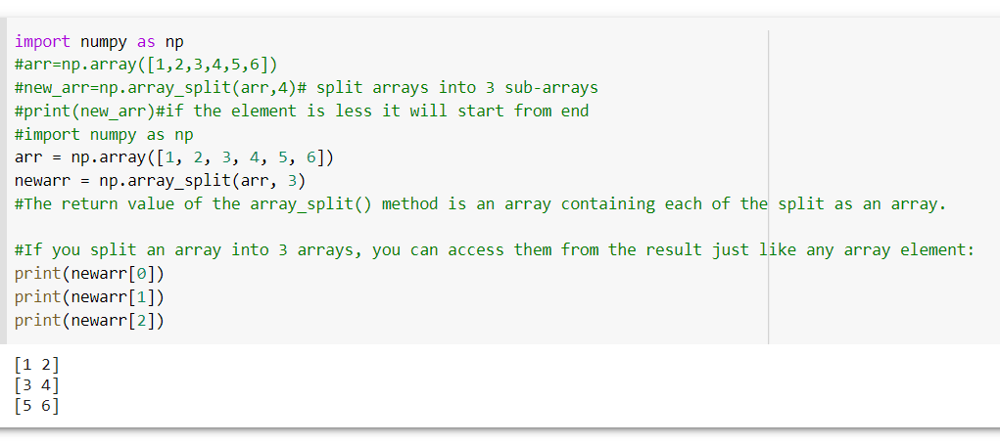 import numpy as np
#arr=np.array([1,2,3,4,5,6])
#new_arr=np.array_split(arr,4)# split arrays into 3 sub-arrays
#print(new_arr)#if the element is less it will start from end
#import numpy as np
arr = np.array([1, 2, 3, 4, 5, 6])
newarr = np.array_split(arr, 3)
#The return value of the array_split() method is an array containing each of the split as an array.
#If you split an array into 3 arrays, you can access them from the result just like any array element:
print(newarr[0])
print(newarr[1])
print(newarr[2])
[1 2]
[3 4]
[5 6]